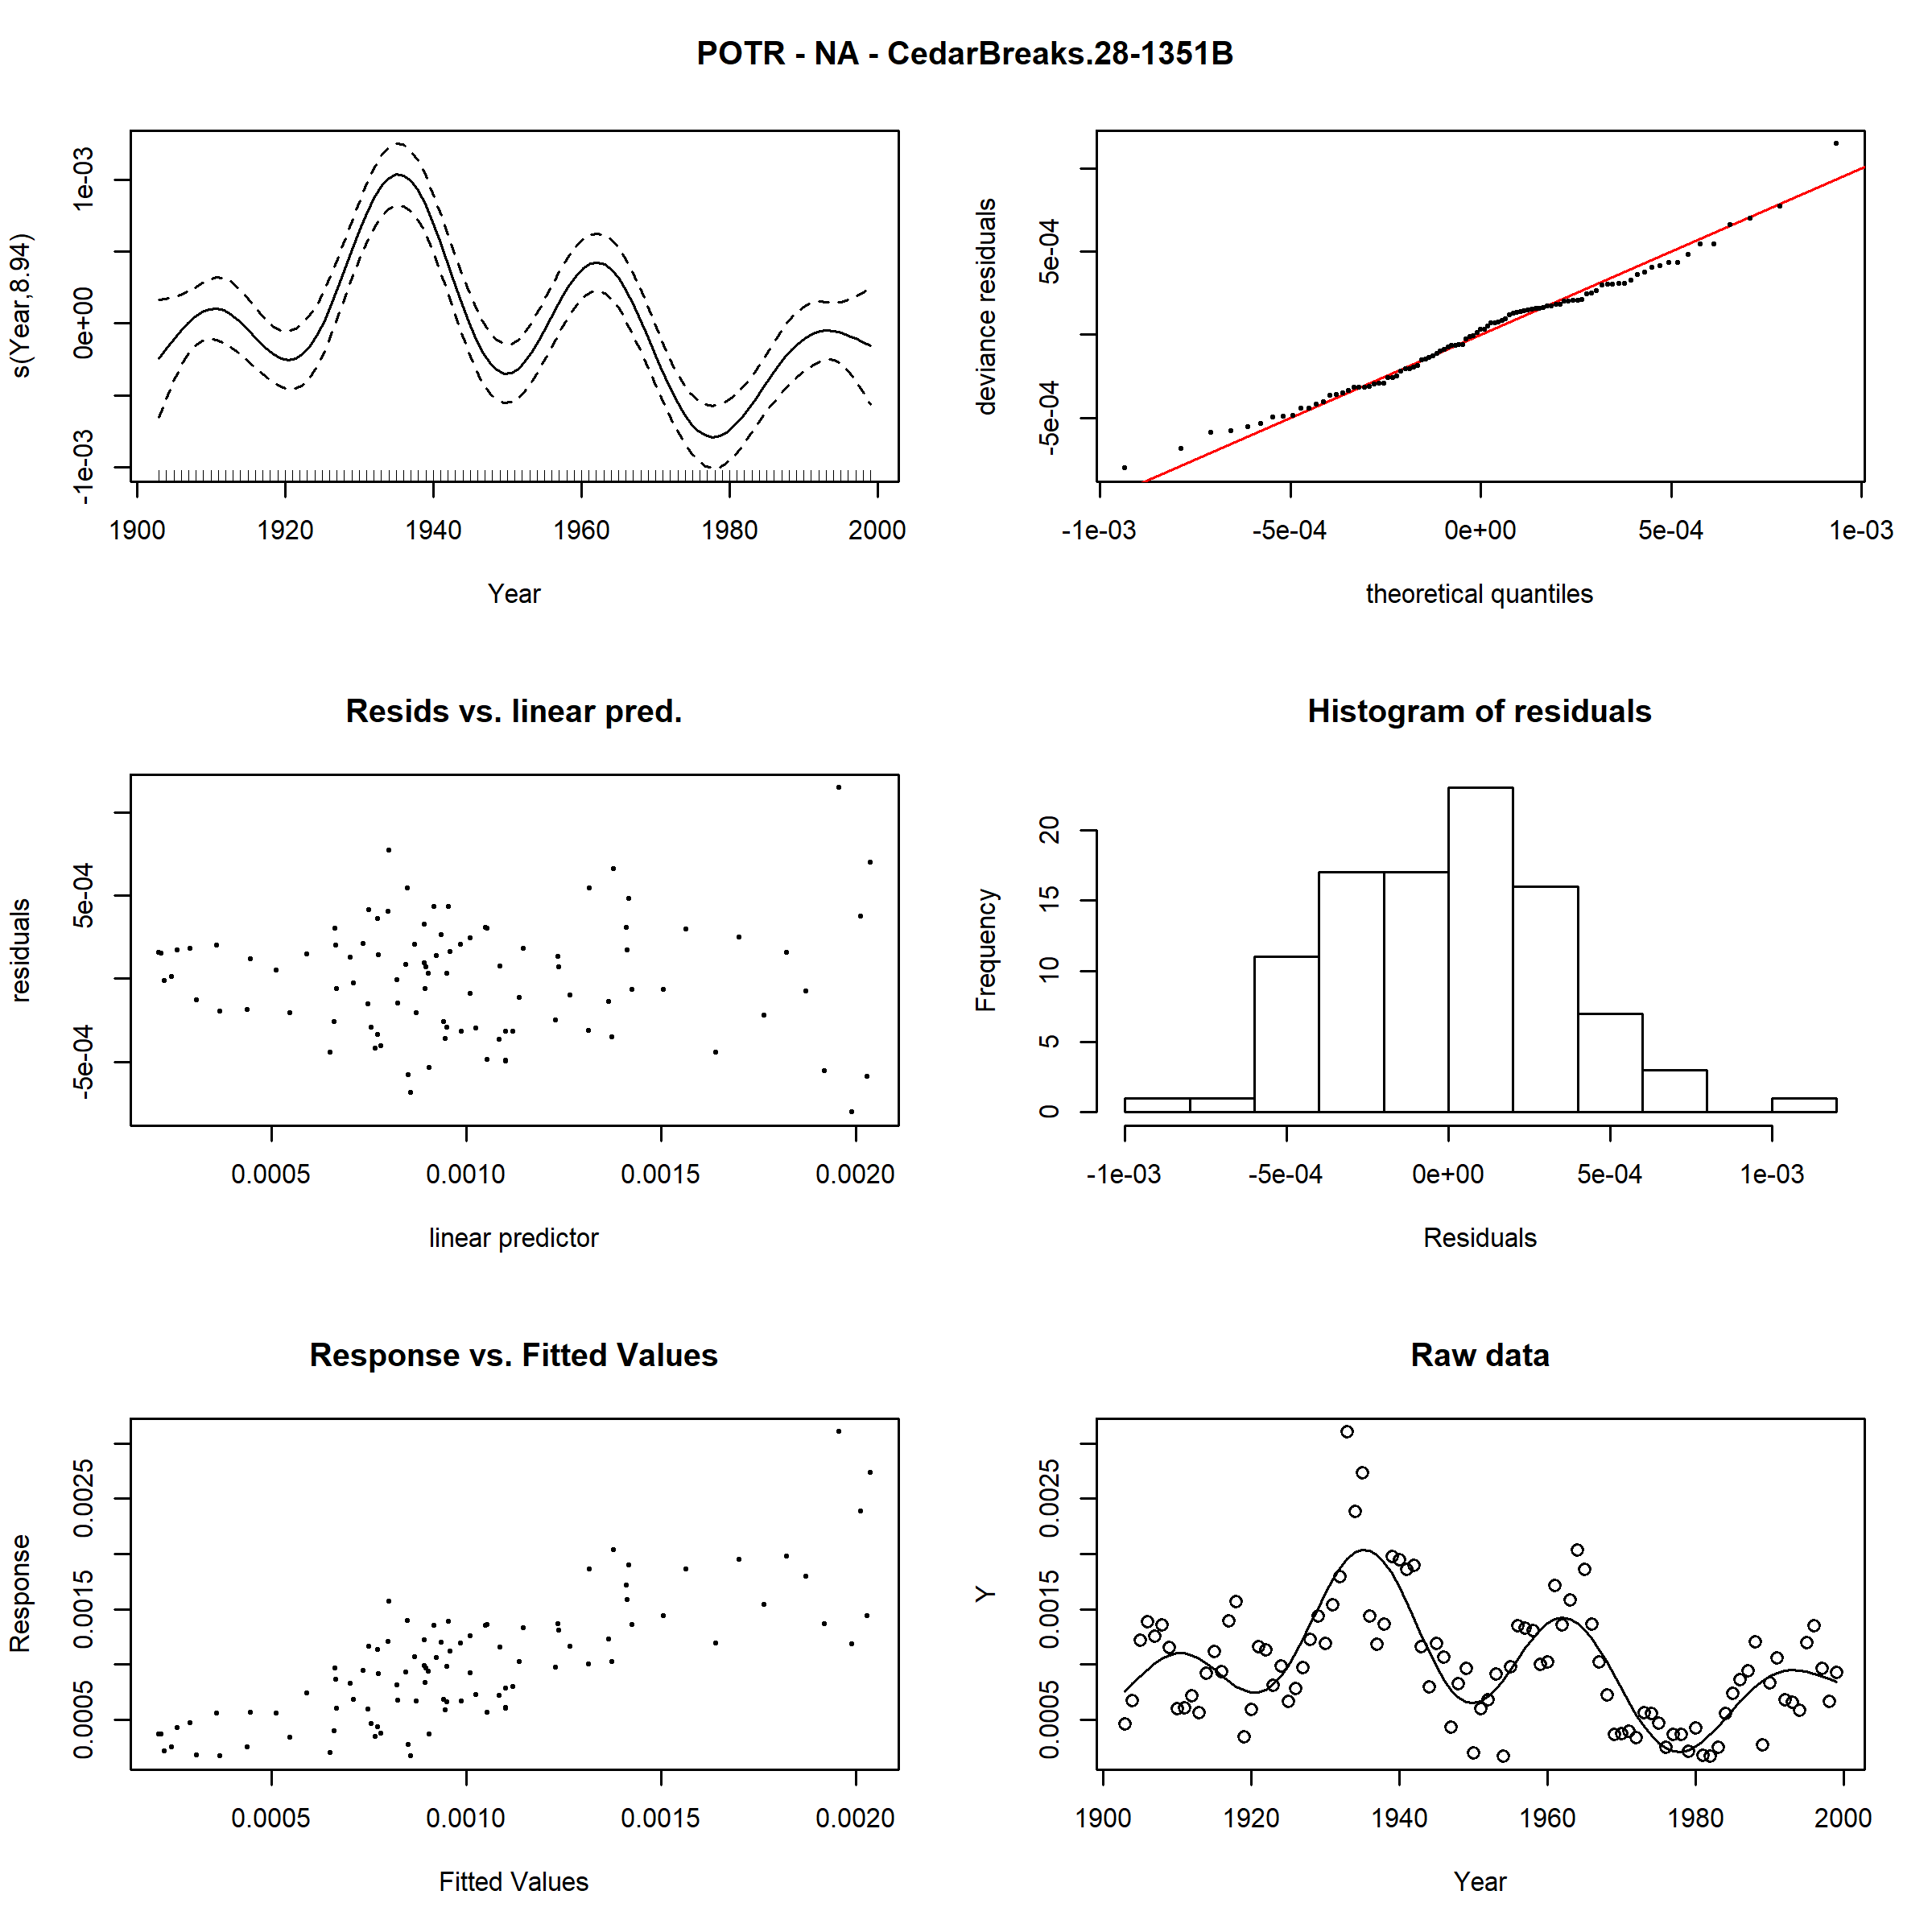 POTR - NA - CedarBreaks.28-1351B
s(Year,8.94)
1e-03
0e+00
-1e-03
1900 1920 1940 1960 1980 2000
Year
deviance residuals
5e-04
-5e-04
-1e-03 -5e-04 0e+00 5e-04 1e-03
theoretical quantiles
Resids vs. linear pred.
residuals
5e-04
-5e-04
0.0005 0.0010 0.0015 0.0020
linear predictor
Histogram of residuals
Frequency
20
15
10
5
0
-1e-03 -5e-04 0e+00 5e-04 1e-03
Residuals
Response vs. Fitted Values
Response
0.0025
0.0015
0.0005
0.0005 0.0010 0.0015 0.0020
Fitted Values
Raw data
Y
0.0025
0.0015
0.0005
1900 1920 1940 1960 1980 2000
Year